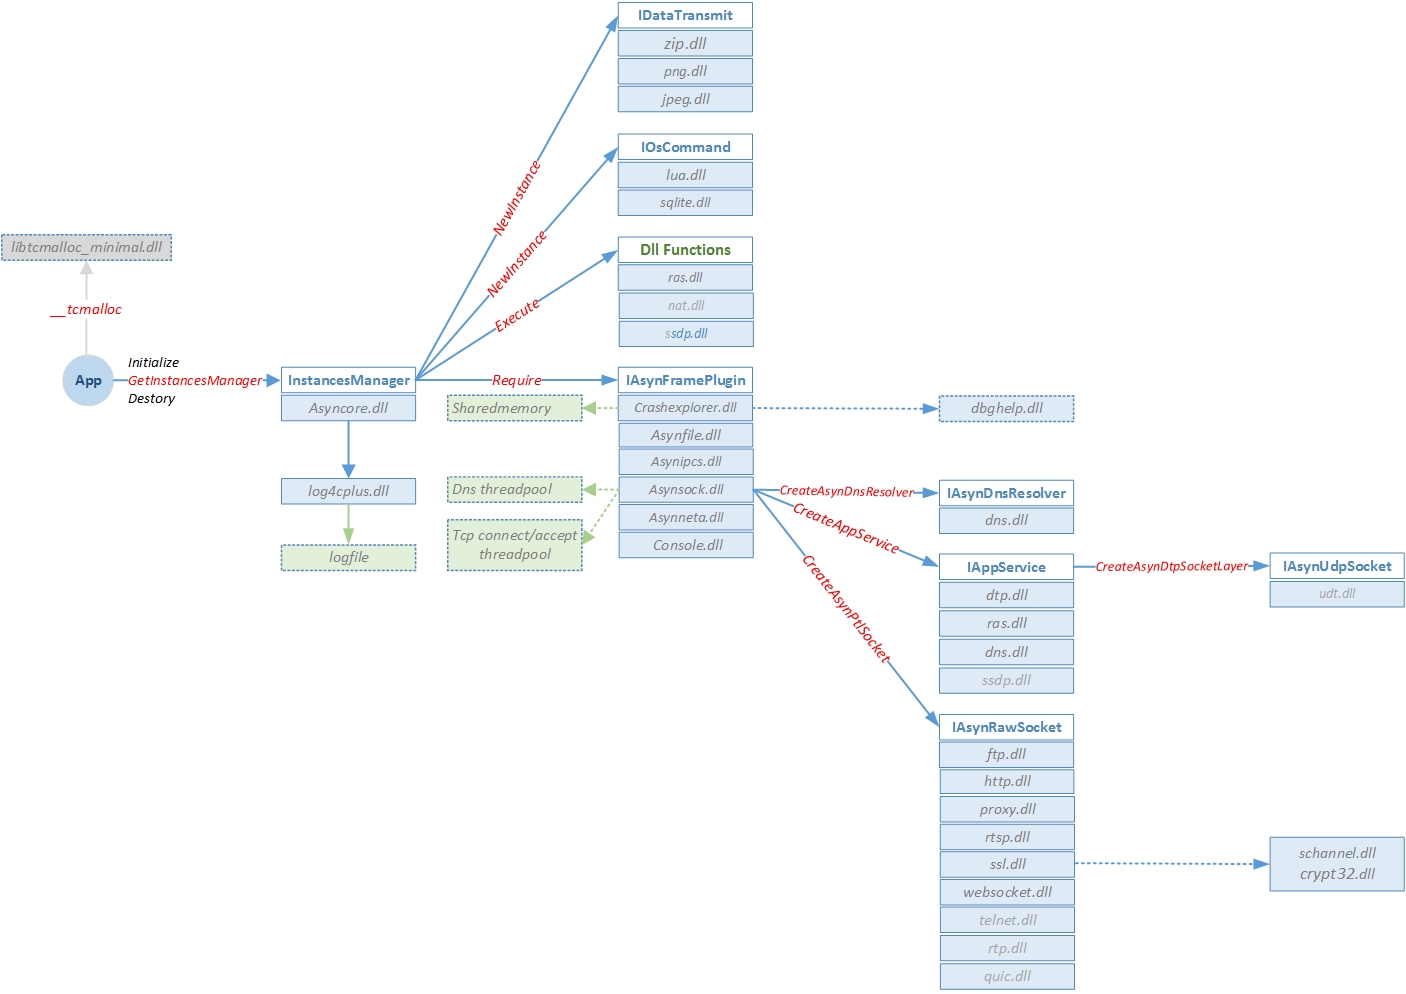 IDataTransmit
zip.dll
png.dll
jpeg.dll
IOsCommand
lua.dll
sqlite.dll
Dll Functions
ras.dll
nat.dll
ssdp.dll
NewInstance
NewInstance
Execute
libtcmalloc_minimal.dll
__tcmalloc
App
Initialize
GetInstancesManager
Destory
InstancesManager
Asyncore.dll
log4cplus.dll
logfile
Require
IAsynFramePlugin
Crashexplorer.dll
Asynfile.dll
Asynipcs.dll
Asynsock.dll
Asynneta.dll
Console.dll
Sharedmemory
Dns threadpool
Tcp connect/accept
threadpool
dbghelp.dll
CreateAsynDnsResolver
CreateAppService
CreateAsynPtlSocket
IAsynDnsResolver
dns.dll
IAppService
dtp.dll
ras.dll
dns.dll
ssdp.dll
CreateAsynDtpSocketLayer
IAsynUdpSocket
udt.dll
IAsynRawSocket
ftp.dll
http.dll
proxy.dll
rtsp.dll
ssl.dll
websocket.dll
telnet.dll
rtp.dll
quic.dll
schannel.dll
crypt32.dll